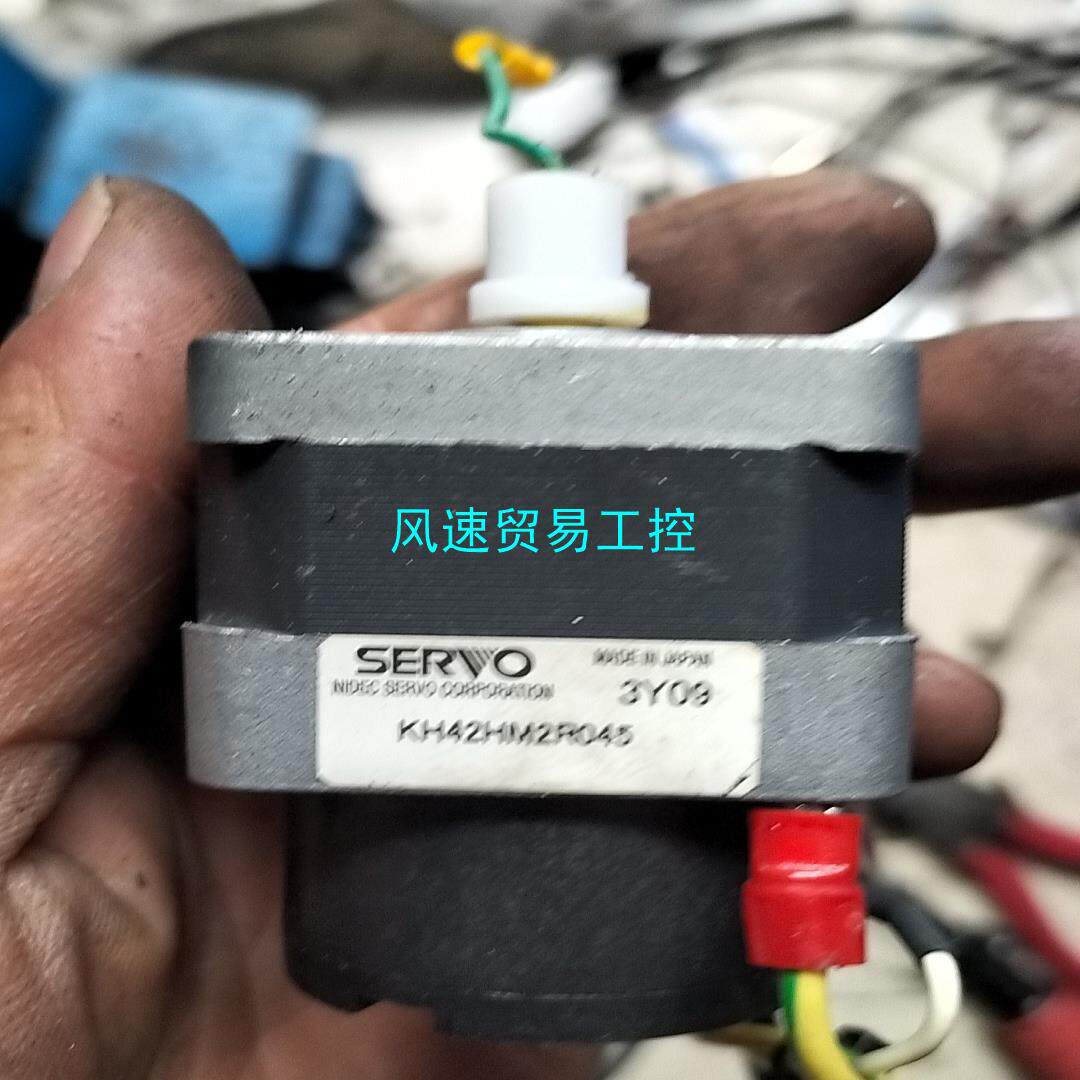 风速贸易工控
SERVO
MADE IN JAPAN
NIDEC SERVO CORPORATION
3Y09
KH42HM2R045